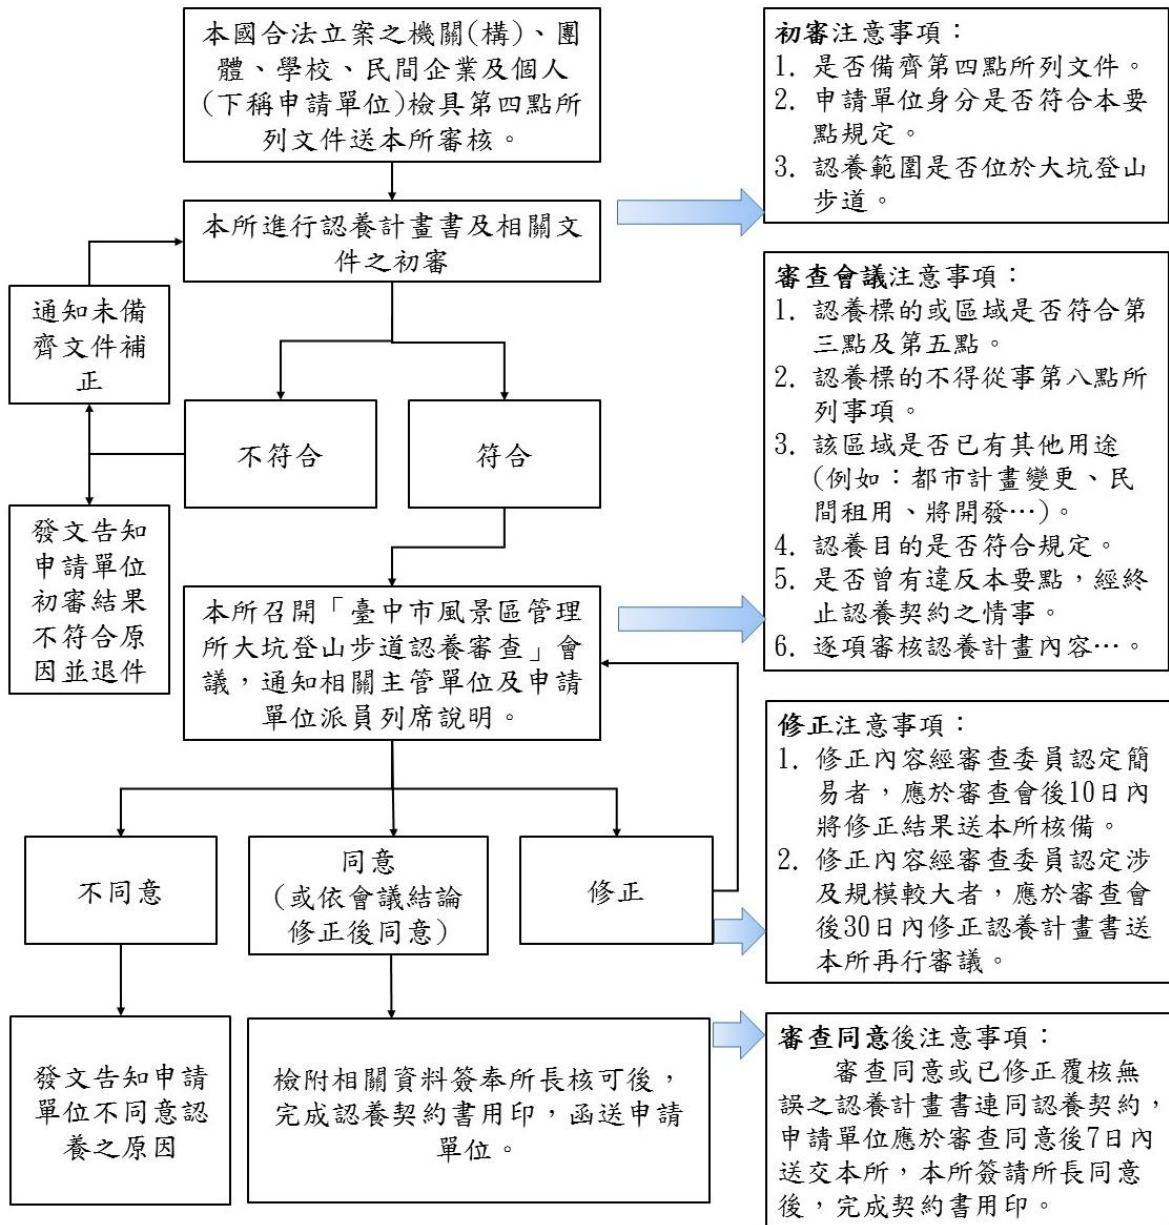 本國合法立案之機關(構)、團
體、學校、民間企業及個人
(下稱申請單位)檢具第四點所
列文件送本所審核。
初審注意事項：
1. 是否備齊第四點所列文件。
2. 申請單位身分是否符合本要
點規定。
3. 認養範圍是否位於大坑登山
步道。
本所進行認養計畫書及相關文
件之初審
通知未備
齊文件補
正
不符合
符合
發文告知
申請單位
初審結果
不符合原
因並退件
審查會議注意事項：
1. 認養標的或區域是否符合第
三點及第五點。
2. 認養標的不得從事第八點所
列事項。
3. 該區域是否已有其他用途
(例如：都市計畫變更、民
間租用、將開發…)。
4. 認養目的是否符合規定。
5. 是否曾有違反本要點，經終
止認養契約之情事。
6. 逐項審核認養計畫內容…。
本所召開「臺中市風景區管理
所大坑登山步道認養審查」會
議，通知相關主管單位及申請
單位派員列席說明。
不同意
同意
(或依會議結論
修正後同意)
修正
修正注意事項：
1. 修正內容經審查委員認定簡
易者，應於審查會後10日內
將修正結果送本所核備。
2. 修正內容經審查委員認定涉
及規模較大者，應於審查會
後30日內修正認養計畫書送
本所再行審議。
發文告知申請
單位不同意認
養之原因
檢附相關資料簽奉所長核可後，
完成認養契約書用印，函送申請
單位。
審查同意後注意事項：
審查同意或已修正覆核無
誤之認養計畫書連同認養契約，
申請單位應於審查同意後7日內
送交本所，本所簽請所長同意
後，完成契約書用印。